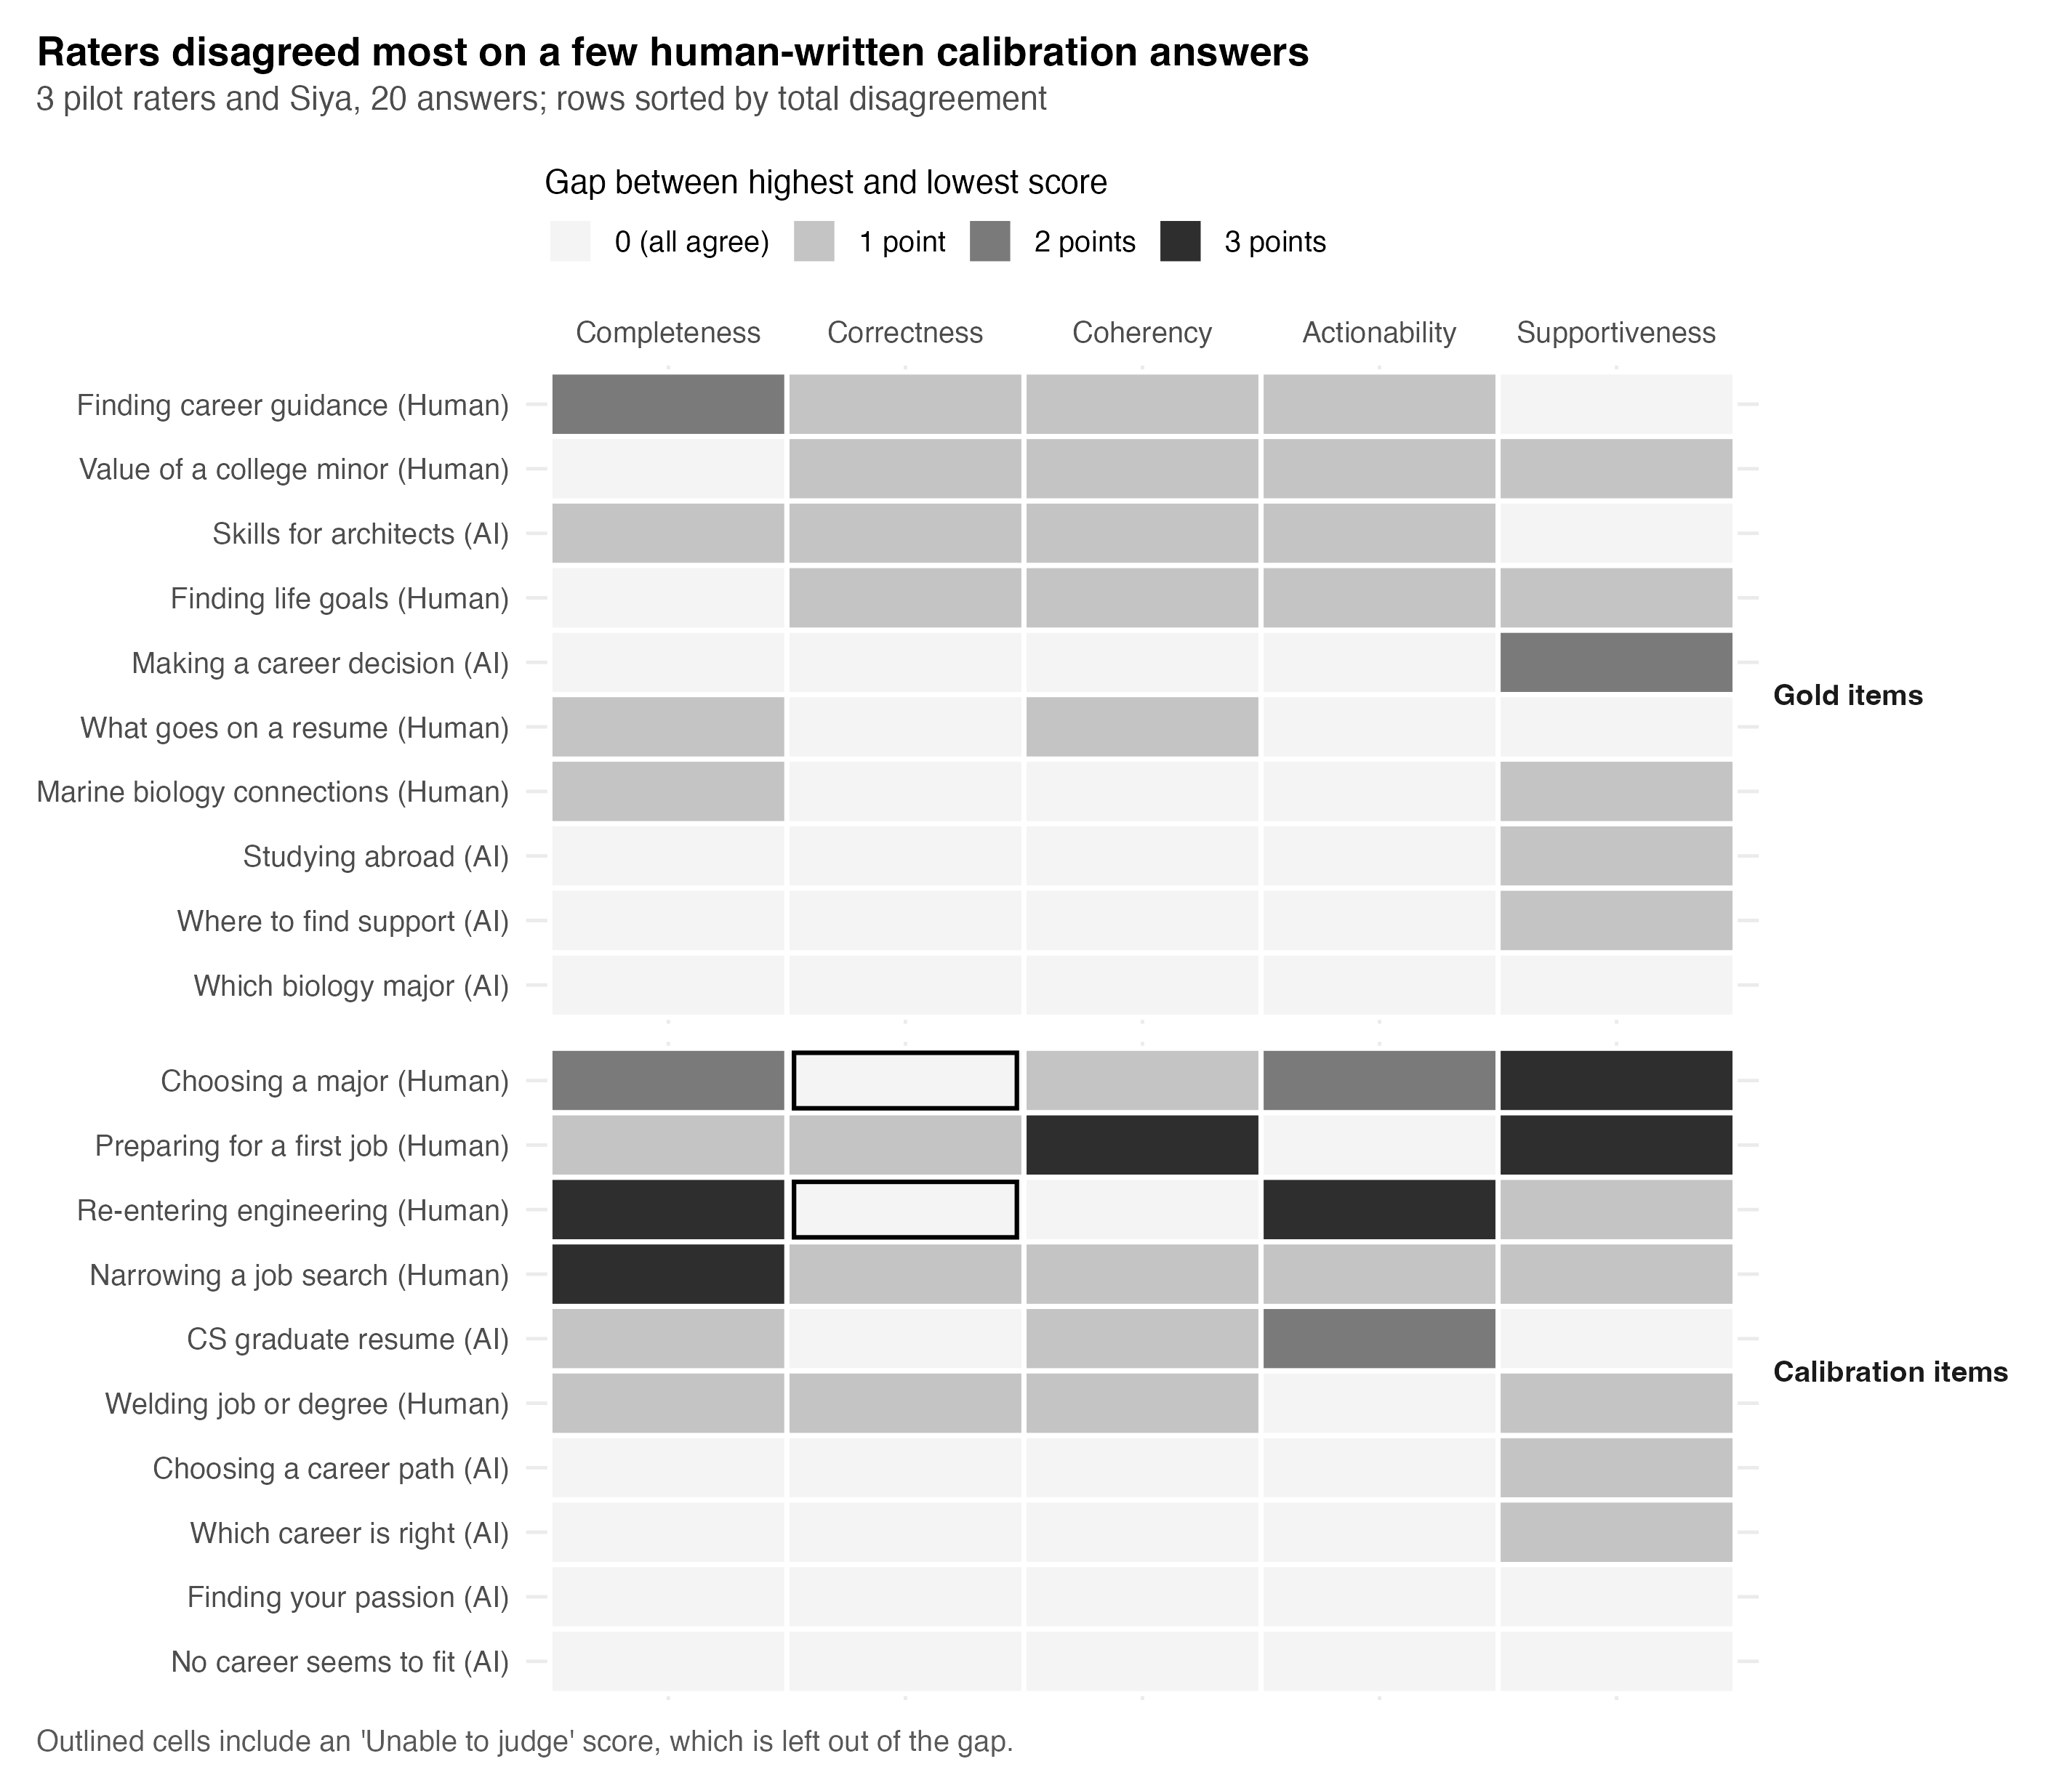 Raters disagreed most on a few human-written calibration answers
3 pilot raters and Siya, 20 answers; rows sorted by total disagreement
Gap between highest and lowest score
0 (all agree) 1 point 2 points 3 points
Completeness Correctness Coherency Actionability Supportiveness
Finding career guidance (Human)
Value of a college minor (Human)
Skills for architects (AI)
Finding life goals (Human)
Making a career decision (AI)
Gold items
What goes on a resume (Human)
Marine biology connections (Human)
Studying abroad (AI)
Where to find support (AI)
Which biology major (AI)
Choosing a major (Human)
Preparing for a first job (Human)
Re-entering engineering (Human)
Narrowing a job search (Human)
CS graduate resume (AI)
Calibration items
Welding job or degree (Human)
Choosing a career path (AI)
Which career is right (AI)
Finding your passion (AI)
No career seems to fit (AI)
Outlined cells include an 'Unable to judge' score, which is left out of the gap.